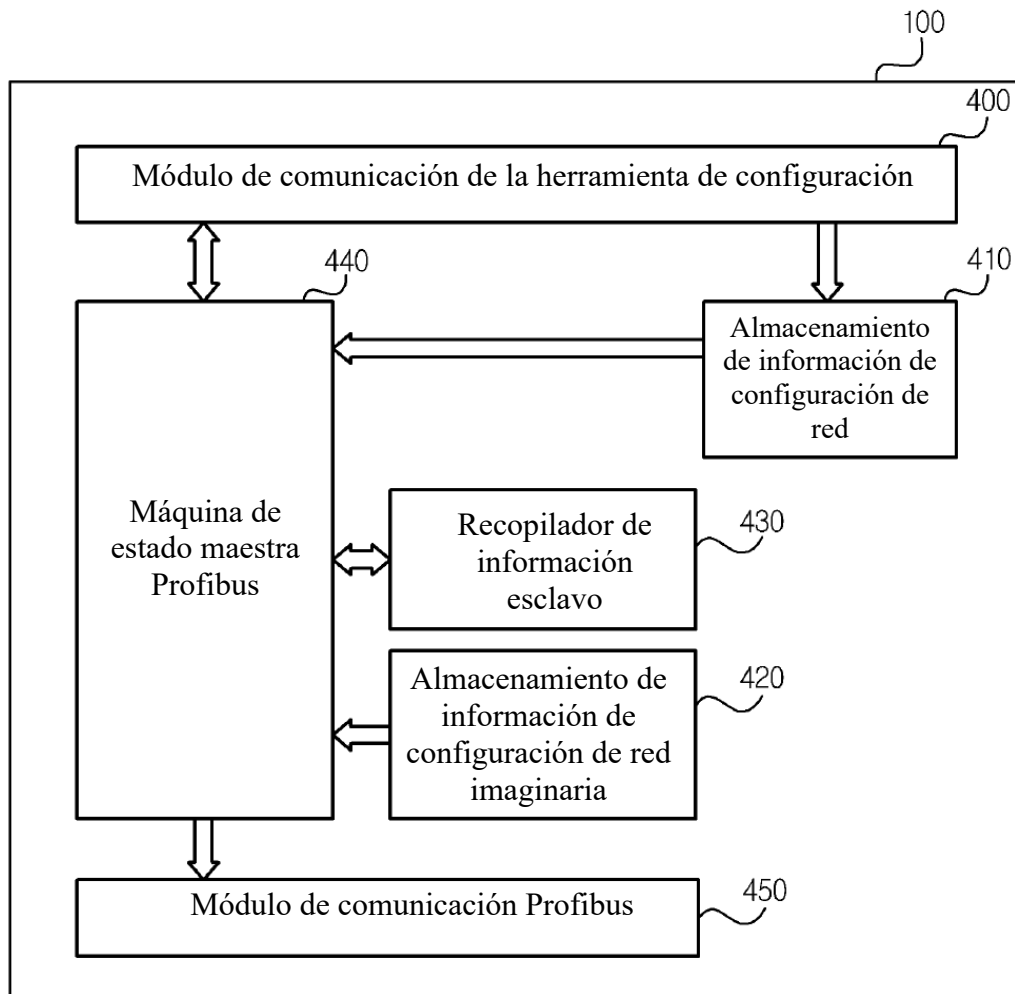 100
400
Módulo de comunicación de la herramienta de configuración
440
410
Almacenamiento
de información de
configuración de
red
Máquina de
estado maestra
Profibus
Recopilador de
información
esclavo
430
Almacenamiento de
información de
configuración de red
imaginaria
420
Módulo de comunicación Profibus
450